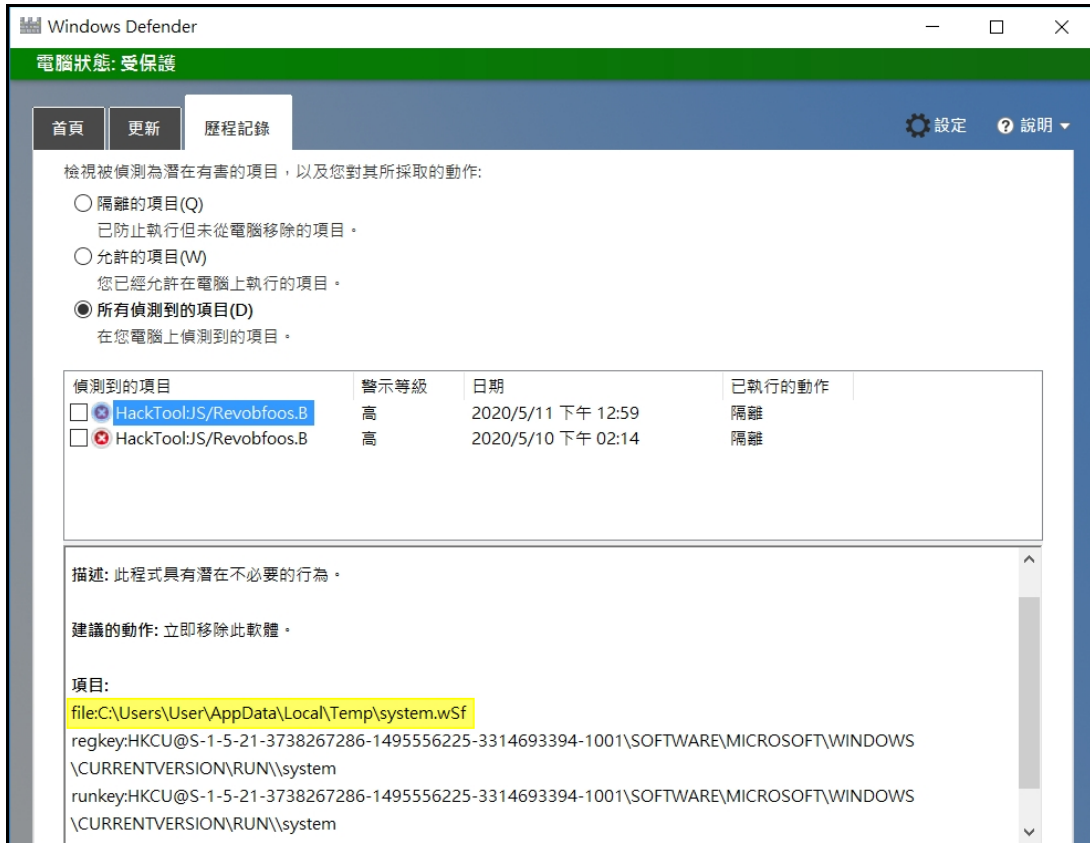 Windows Defender
電腦狀態: 受保護
首頁 更新 歷程記錄 設定 說明
檢視被偵測為潛在有害的項目，以及您對其所採取的動作:
隔離的項目(Q)
已防止執行但未從電腦移除的項目。
允許的項目(W)
您已經允許在電腦上執行的項目。
所有偵測到的項目(D)
在您電腦上偵測到的項目。
偵測到的項目 警示等級 日期 已執行的動作
HackTool:JS/Revobfoos.B 高 2020/5/11 下午 12:59 隔離
HackTool:JS/Revobfoos.B 高 2020/5/10 下午 02:14 隔離
描述: 此程式具有潛在不必要的行為。
建議的動作: 立即移除此軟體。
項目:
file:C:\Users\User\AppData\Local\Temp\system.wSf
regkey:HKCU@S-1-5-21-3738267286-1495556225-3314693394-1001\SOFTWARE\MICROSOFT\WINDOWS
\CURRENTVERSION\RUN\\system
runkey:HKCU@S-1-5-21-3738267286-1495556225-3314693394-1001\SOFTWARE\MICROSOFT\WINDOWS
\CURRENTVERSION\RUN\\system